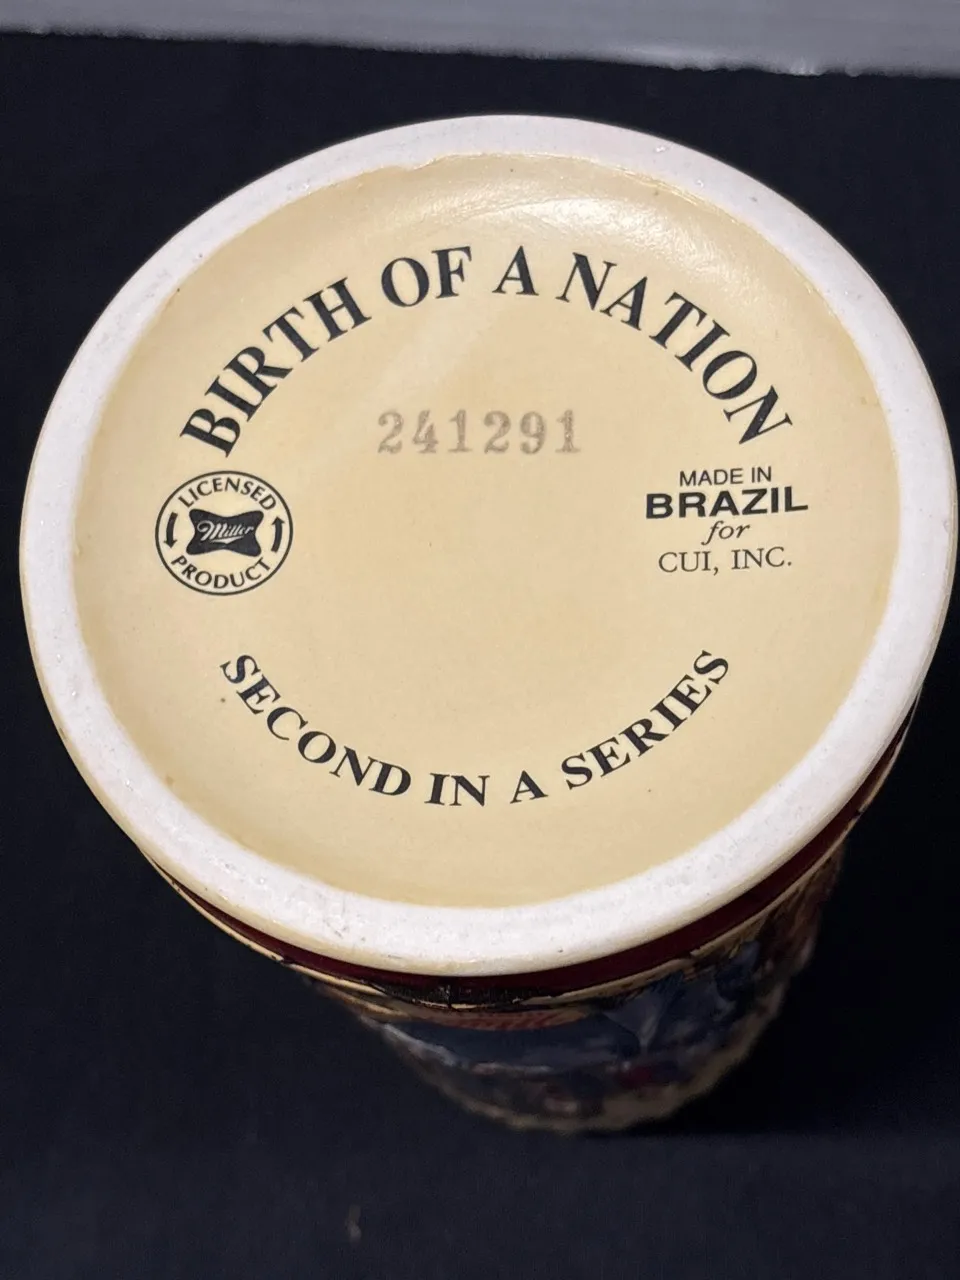 BIRTH OF A NATION
241291
LICENSED
Miller
PRODUCT
MADE IN
BRAZIL
for
CUI, INC.
SECOND IN A SERIES